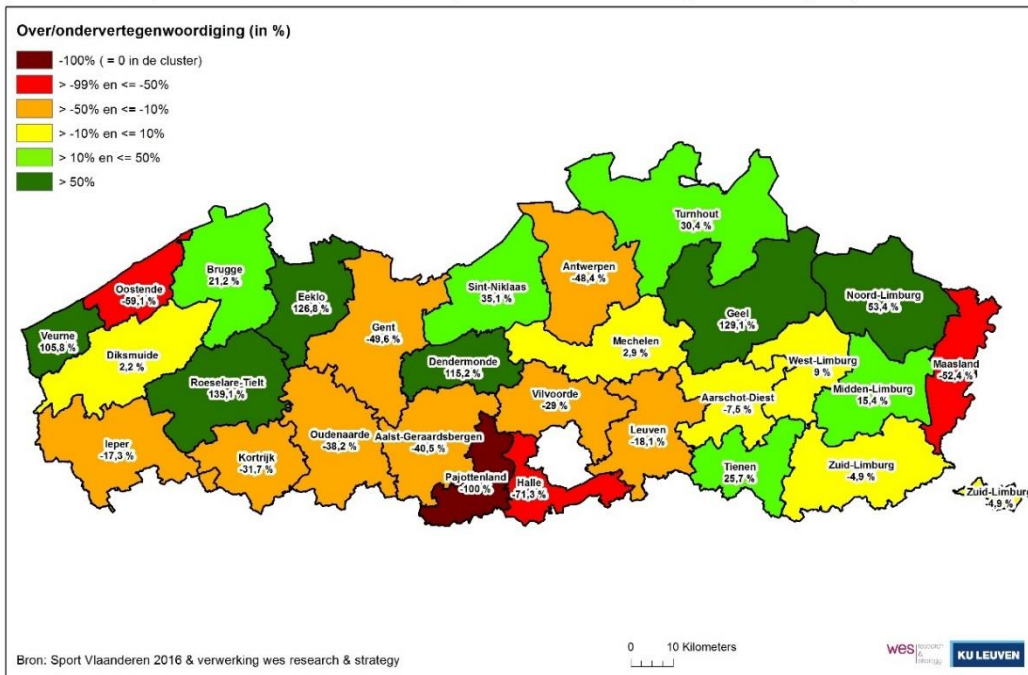 Over/ondervertegenwoordiging (in %)
-100% ( = 0 in de cluster)
> -99% en <= -50%
> -50% en <= -10%
> -10% en <= 10%
> 10% en <= 50%
> 50%
Turnhout
30,4 %
Antwerpen
-48,4 %
Brugge
21,2 %
Sint-Niklaas
35,1 %
Oostende
-59,1 %
Eeklo
126,8 %
Noord-Limburg
53,4 %
Geel
129,1 %
Gent
-49,6 %
Veurne
105,8 %
Mechelen
2,9 %
Diksmuide
2,2 %
Dendermonde
115,2 %
West-Limburg
9 %
Maasland
-52,4 %
Roeselare-Tielt
139,1 %
Vilvoorde
-29 %
Midden-Limburg
15,4 %
Aarschot-Diest
-7,5 %
Leuven
-18,1 %
Oudenaarde
-38,2 %
Aalst-Geraardsbergen
-40,5 %
Ieper
-17,3 %
Kortrijk
-31,7 %
Tienen
25,7 %
Zuid-Limburg
-4,9 %
Pajottenland
-100 %
Halle
-71,3 %
Zuid-Limburg
-4,9 %
Bron: Sport Vlaanderen 2016 & verwerking wes research & strategy
0 10 Kilometers
wes research
&
strategy
KU LEUVEN